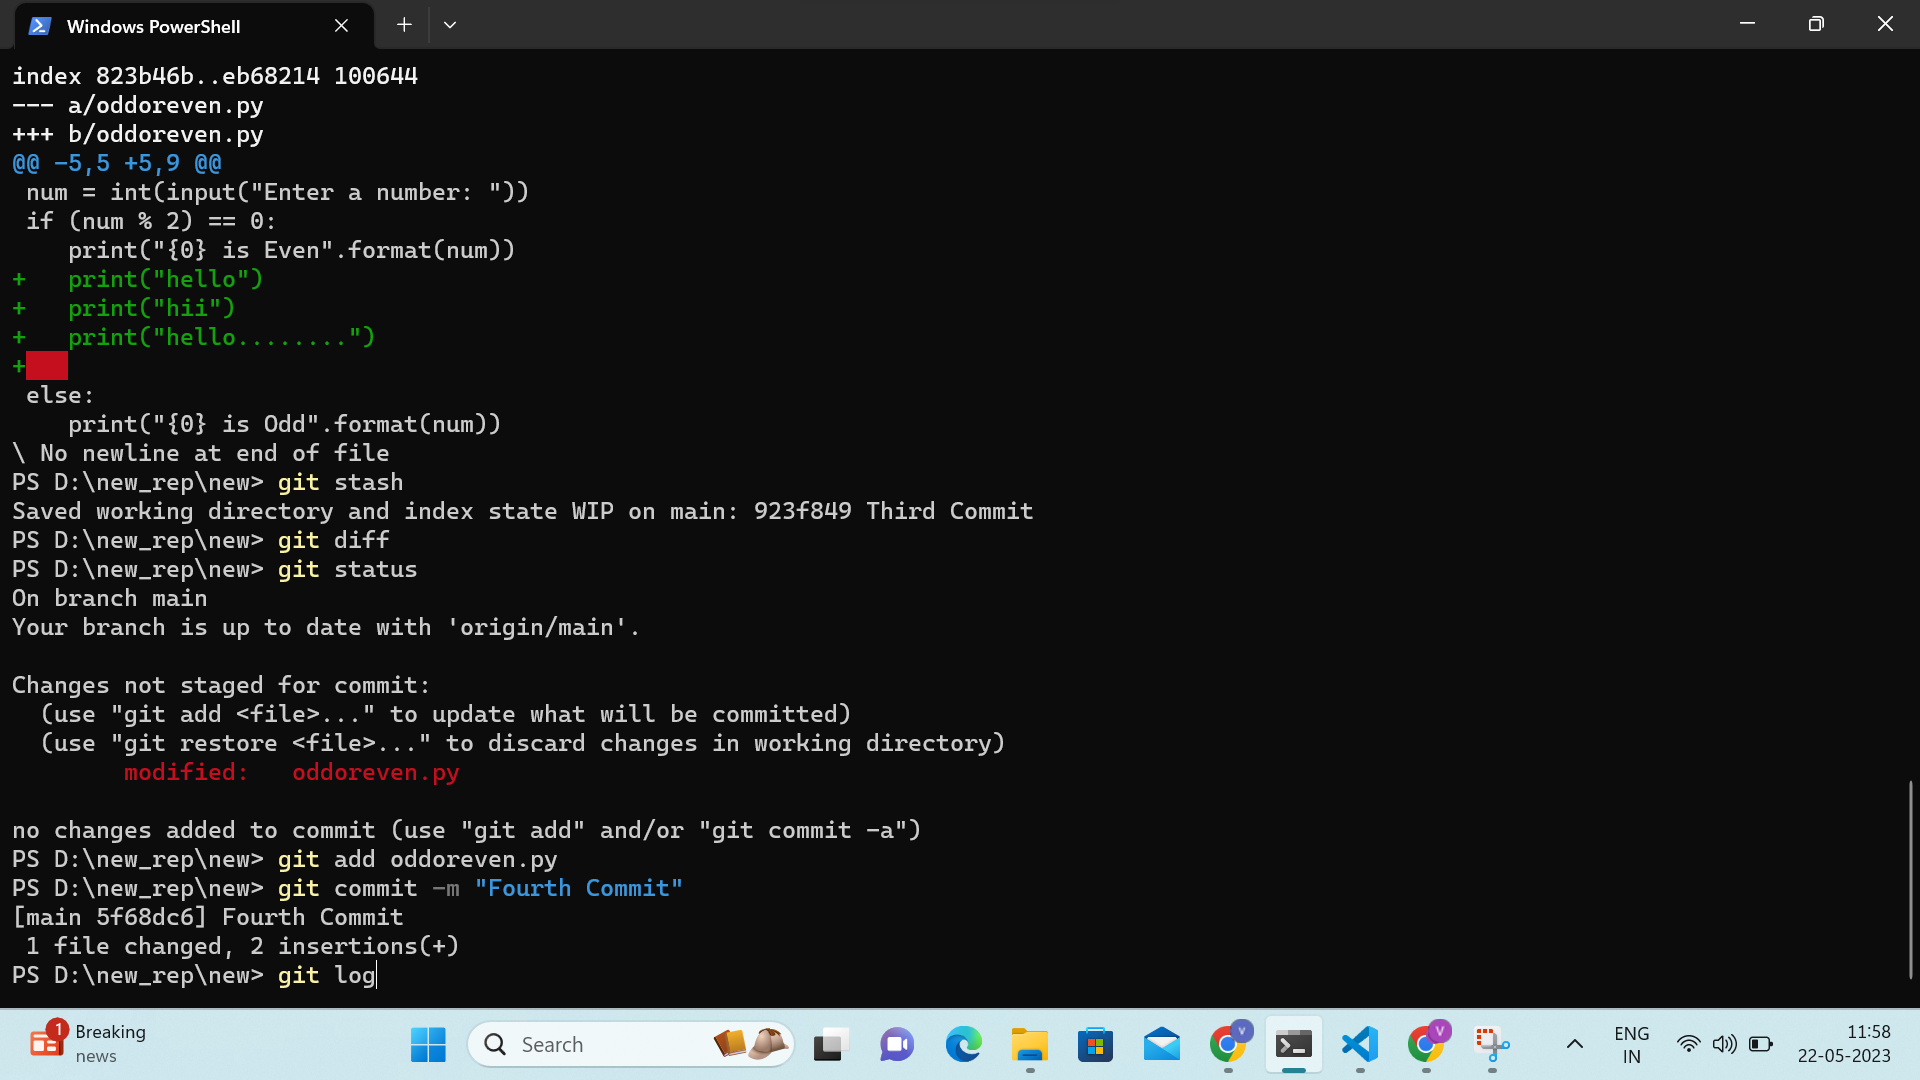 Windows PowerShell
index 823b46b..eb68214 100644
--- a/oddoreven.py
+++ b/oddoreven.py
@@ -5,5 +5,9 @@
 num = int(input("Enter a number: "))
 if (num % 2) == 0:
    print("{0} is Even".format(num))
+   print("hello")
+   print("hii")
+   print("hello........")
+
 else:
    print("{0} is Odd".format(num))
\ No newline at end of file
PS D:\new_rep\new> git stash
Saved working directory and index state WIP on main: 923f849 Third Commit
PS D:\new_rep\new> git diff
PS D:\new_rep\new> git status
On branch main
Your branch is up to date with 'origin/main'.
Changes not staged for commit:
  (use "git add <file>..." to update what will be committed)
  (use "git restore <file>..." to discard changes in working directory)
        modified:   oddoreven.py
no changes added to commit (use "git add" and/or "git commit -a")
PS D:\new_rep\new> git add oddoreven.py
PS D:\new_rep\new> git commit -m "Fourth Commit"
[main 5f68dc6] Fourth Commit
 1 file changed, 2 insertions(+)
PS D:\new_rep\new> git log
1
Breaking
news
Search
V
V
ENG
IN
11:58
22-05-2023